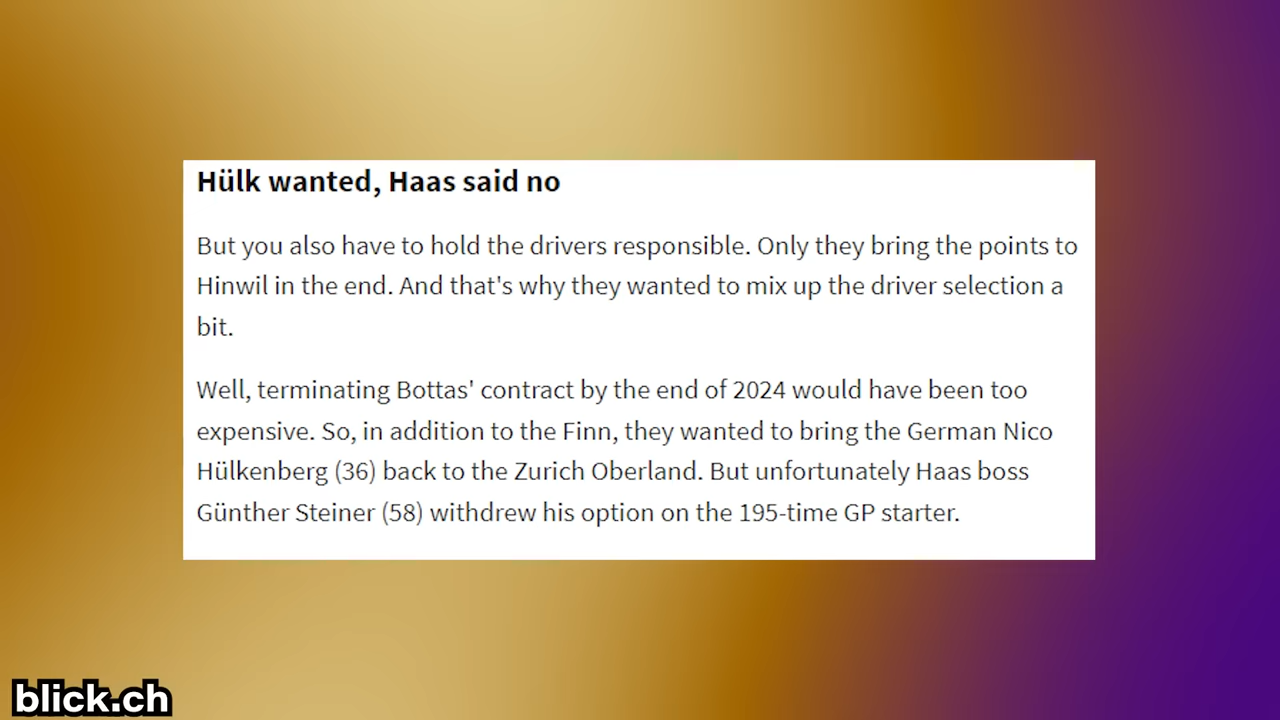 Hülk wanted, Haas said no
But you also have to hold the drivers responsible. Only they bring the points to
Hinwil in the end. And that's why they wanted to mix up the driver selection a
bit.
Well, terminating Bottas' contract by the end of 2024 would have been too
expensive. So, in addition to the Finn, they wanted to bring the German Nico
Hülkenberg (36) back to the Zurich Oberland. But unfortunately Haas boss
Günther Steiner (58) withdrew his option on the 195-time GP starter.
blick.ch